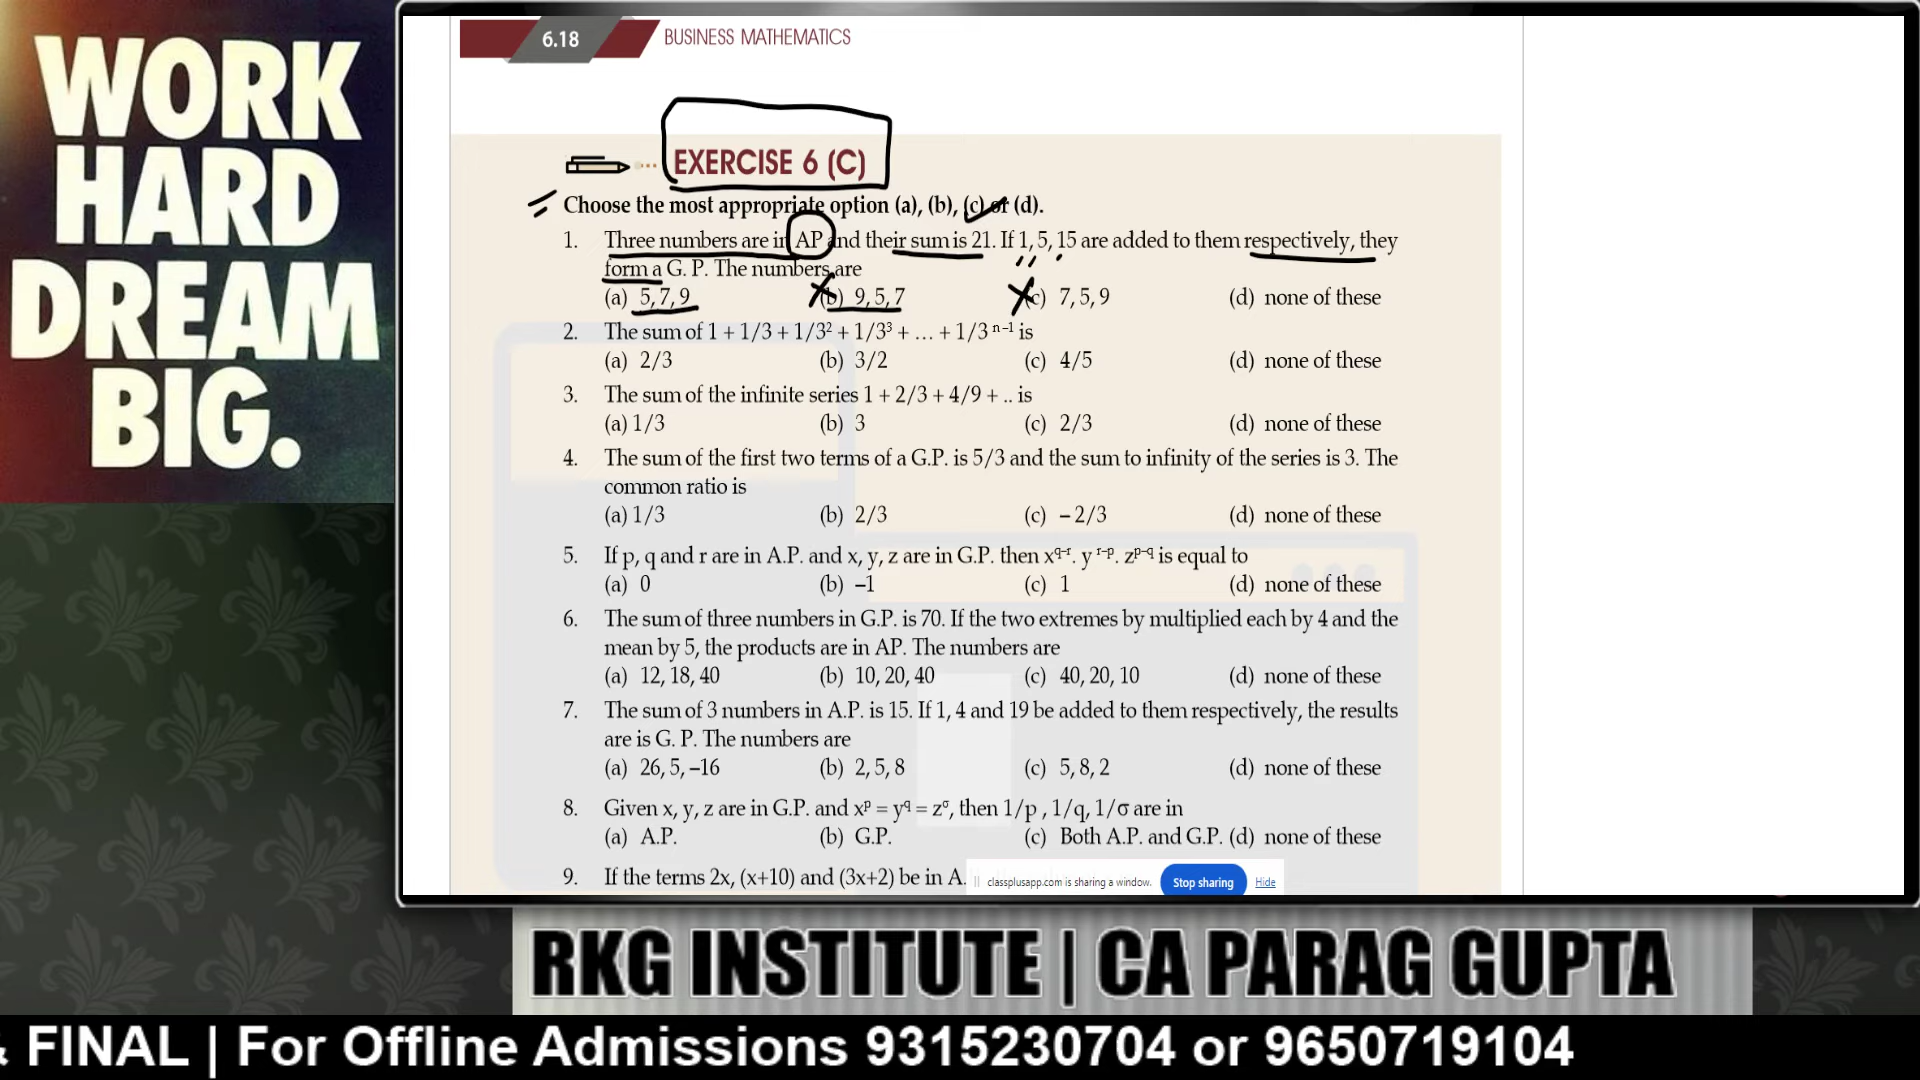 WORK
HARD
DREAM
BIG.
6.18 BUSINESS MATHEMATICS
EXERCISE 6 (C)
Choose the most appropriate option (a), (b), (c) or (d).
1. Three numbers are in AP and their sum is 21. If 1, 5, 15 are added to them respectively, they
form a G. P. The numbers are
(a) 5, 7, 9 (b) 9, 5, 7 (c) 7, 5, 9 (d) none of these
2. The sum of 1 + 1/3 + 1/3² + 1/3³ + … + 1/3 ⁿ⁻¹ is
(a) 2/3 (b) 3/2 (c) 4/5 (d) none of these
3. The sum of the infinite series 1 + 2/3 + 4/9 + .. is
(a) 1/3 (b) 3 (c) 2/3 (d) none of these
4. The sum of the first two terms of a G.P. is 5/3 and the sum to infinity of the series is 3. The
common ratio is
(a) 1/3 (b) 2/3 (c) – 2/3 (d) none of these
5. If p, q and r are in A.P. and x, y, z are in G.P. then x^q–r. y ^r–p. z^p–q is equal to
(a) 0 (b) –1 (c) 1 (d) none of these
6. The sum of three numbers in G.P. is 70. If the two extremes by multiplied each by 4 and the
mean by 5, the products are in AP. The numbers are
(a) 12, 18, 40 (b) 10, 20, 40 (c) 40, 20, 10 (d) none of these
7. The sum of 3 numbers in A.P. is 15. If 1, 4 and 19 be added to them respectively, the results
are is G. P. The numbers are
(a) 26, 5, –16 (b) 2, 5, 8 (c) 5, 8, 2 (d) none of these
8. Given x, y, z are in G.P. and x^p = y^q = z^σ, then 1/p , 1/q, 1/σ are in
(a) A.P. (b) G.P. (c) Both A.P. and G.P. (d) none of these
9. If the terms 2x, (x+10) and (3x+2) be in A.
classplusapp.com is sharing a window. Stop sharing Hide
RKG INSTITUTE | CA PARAG GUPTA
& FINAL | For Offline Admissions 9315230704 or 9650719104